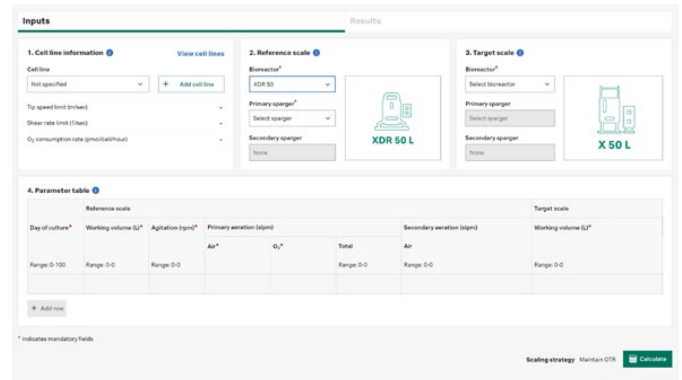 Inputs
Results
1. Cell line information
View cell lines
Cell line
Not specified
+ Add cell line
Tip speed limit (m/sec)
-
Shear rate limit (1/sec)
-
O₂ consumption rate (pmol/cell/hour)
-
2. Reference scale
Bioreactor*
XDR 50
Primary sparger*
Select sparger
Secondary sparger
None
XDR 50 L
3. Target scale
Bioreactor*
Select bioreactor
Primary sparger
Select sparger
Secondary sparger
None
X 50 L
4. Parameter table
Reference scale
Target scale
Day of culture*
Working volume (L)*
Agitation (rpm)*
Primary aeration (slpm)
Secondary aeration (slpm)
Working volume (L)*
Air*
O₂*
Total
Air
Range: 0-100
Range: 0-0
Range: 0-0
Range: 0-0
Range: 0-0
Range: 0-0
+ Add row
* indicates mandatory fields
Scaling strategy Maintain OTR
Calculate